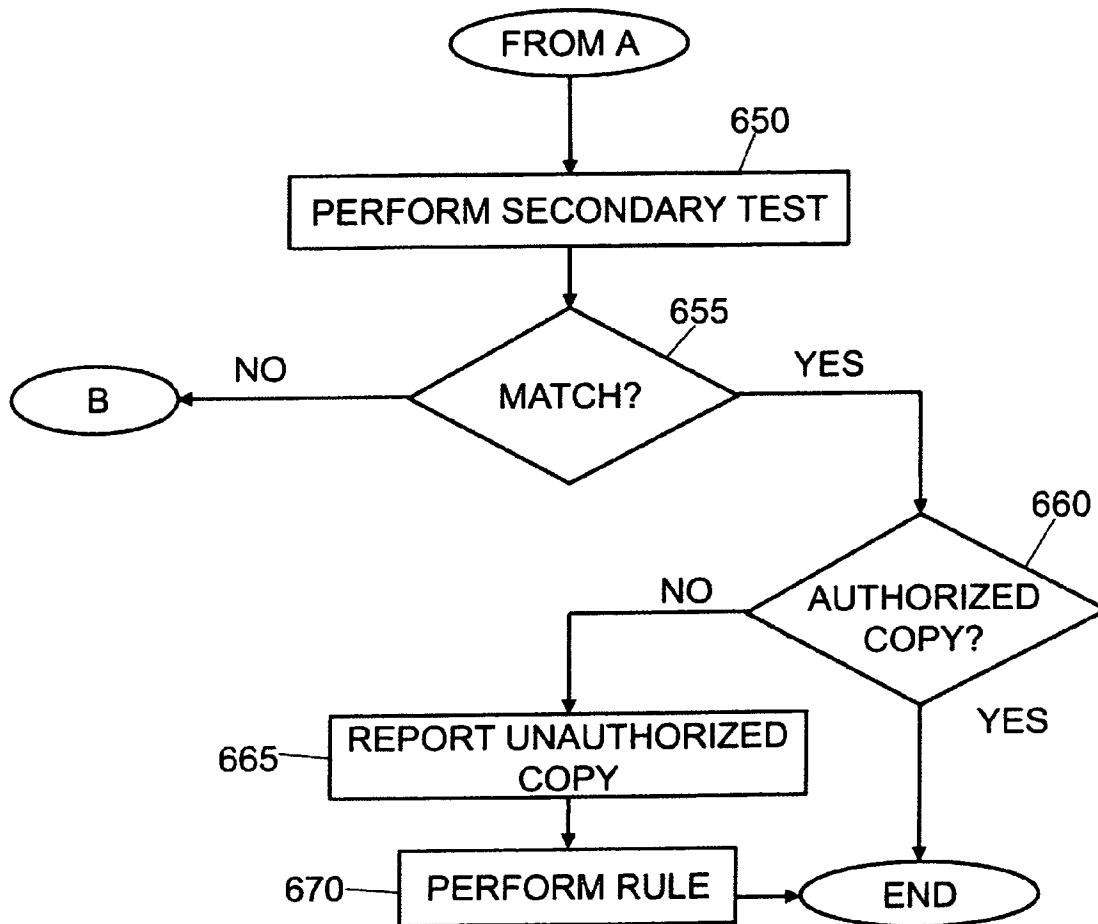 FROM A
650
PERFORM SECONDARY TEST
655
NO
YES
B
MATCH?
660
NO
AUTHORIZED
COPY?
YES
REPORT UNAUTHORIZED
COPY
665
670
PERFORM RULE
END